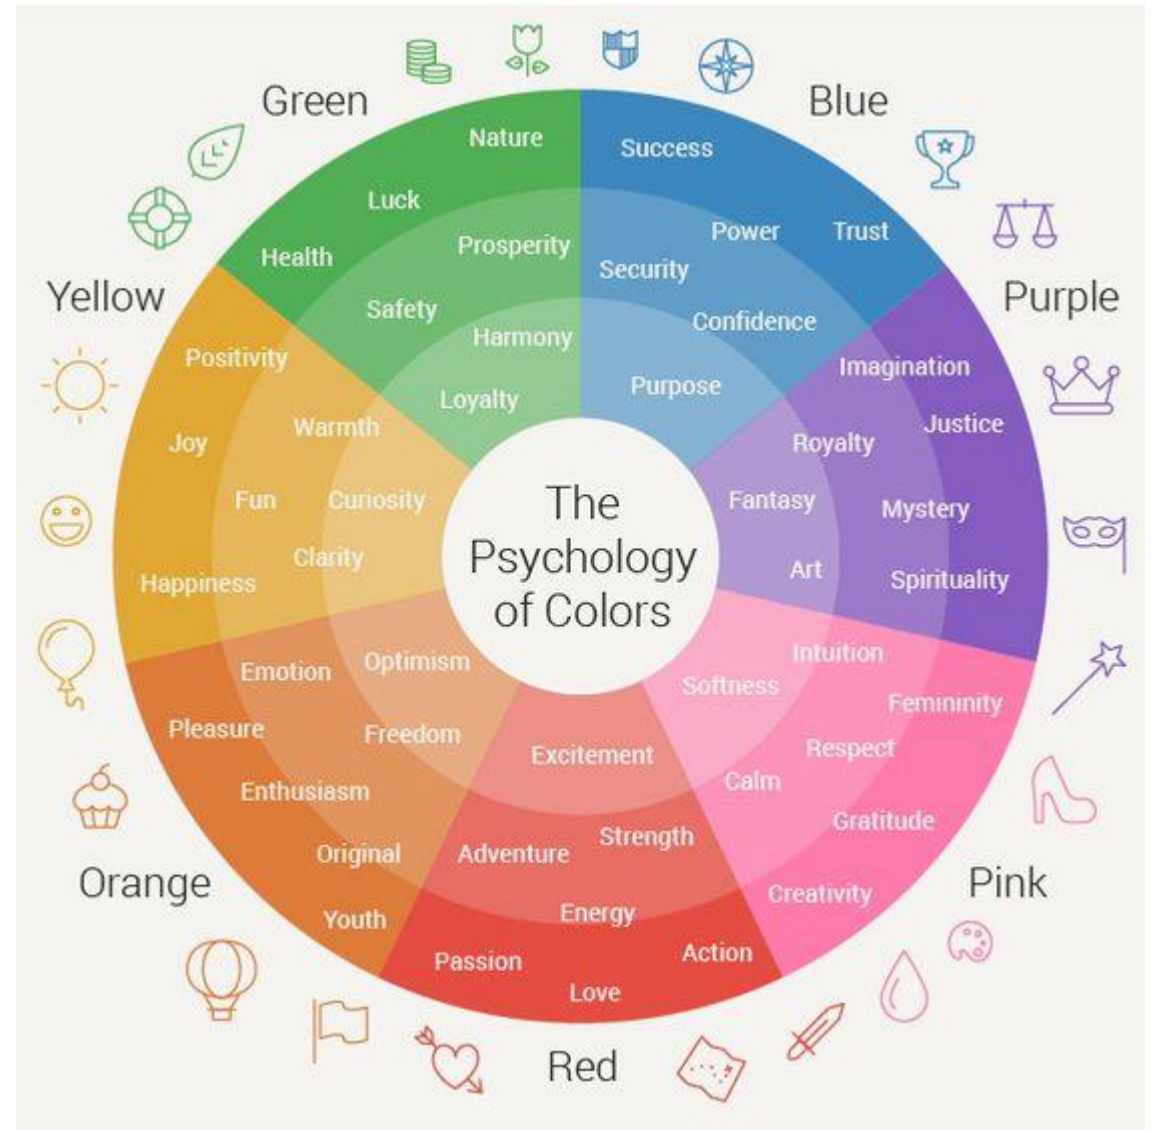 Green
Nature
Luck
Health
Prosperity
Safety
Harmony
Loyalty
Blue
Success
Power
Trust
Security
Confidence
Purpose
Purple
Imagination
Justice
Royalty
Fantasy
Mystery
Art
Spirituality
Pink
Intuition
Softness
Femininity
Respect
Calm
Gratitude
Creativity
Red
Excitement
Strength
Adventure
Energy
Action
Passion
Love
Orange
Emotion
Optimism
Pleasure
Freedom
Enthusiasm
Original
Youth
Yellow
Positivity
Warmth
Joy
Fun
Curiosity
Clarity
Happiness
The
Psychology
of Colors